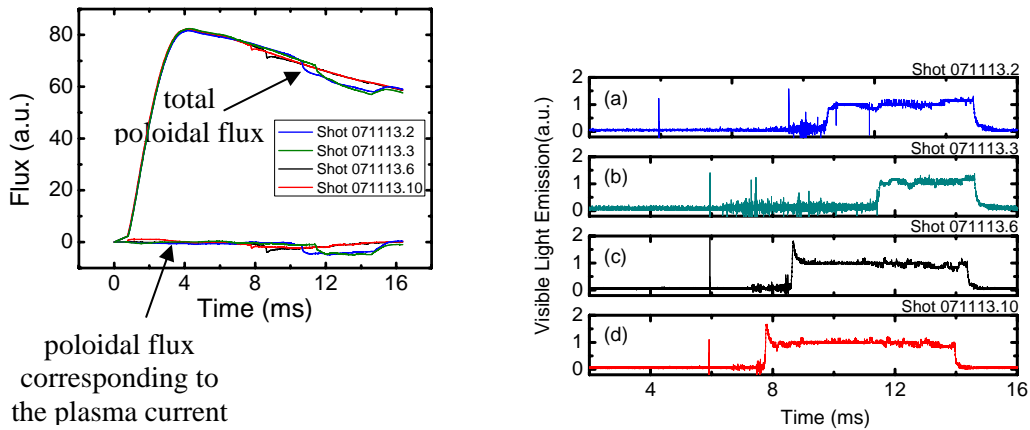 80
60
40
20
0
Flux (a.u.)
total
poloidal flux
Shot 071113.2
Shot 071113.3
Shot 071113.6
Shot 071113.10
0 4 8 12 16
Time (ms)
poloidal flux
corresponding to
the plasma current
Visible Light Emission(a.u.)
Shot 071113.2
2
1
0
(a)
Shot 071113.3
2
1
0
(b)
Shot 071113.6
2
1
0
(c)
Shot 071113.10
2
1
0
(d)
4 8 12 16
Time (ms)